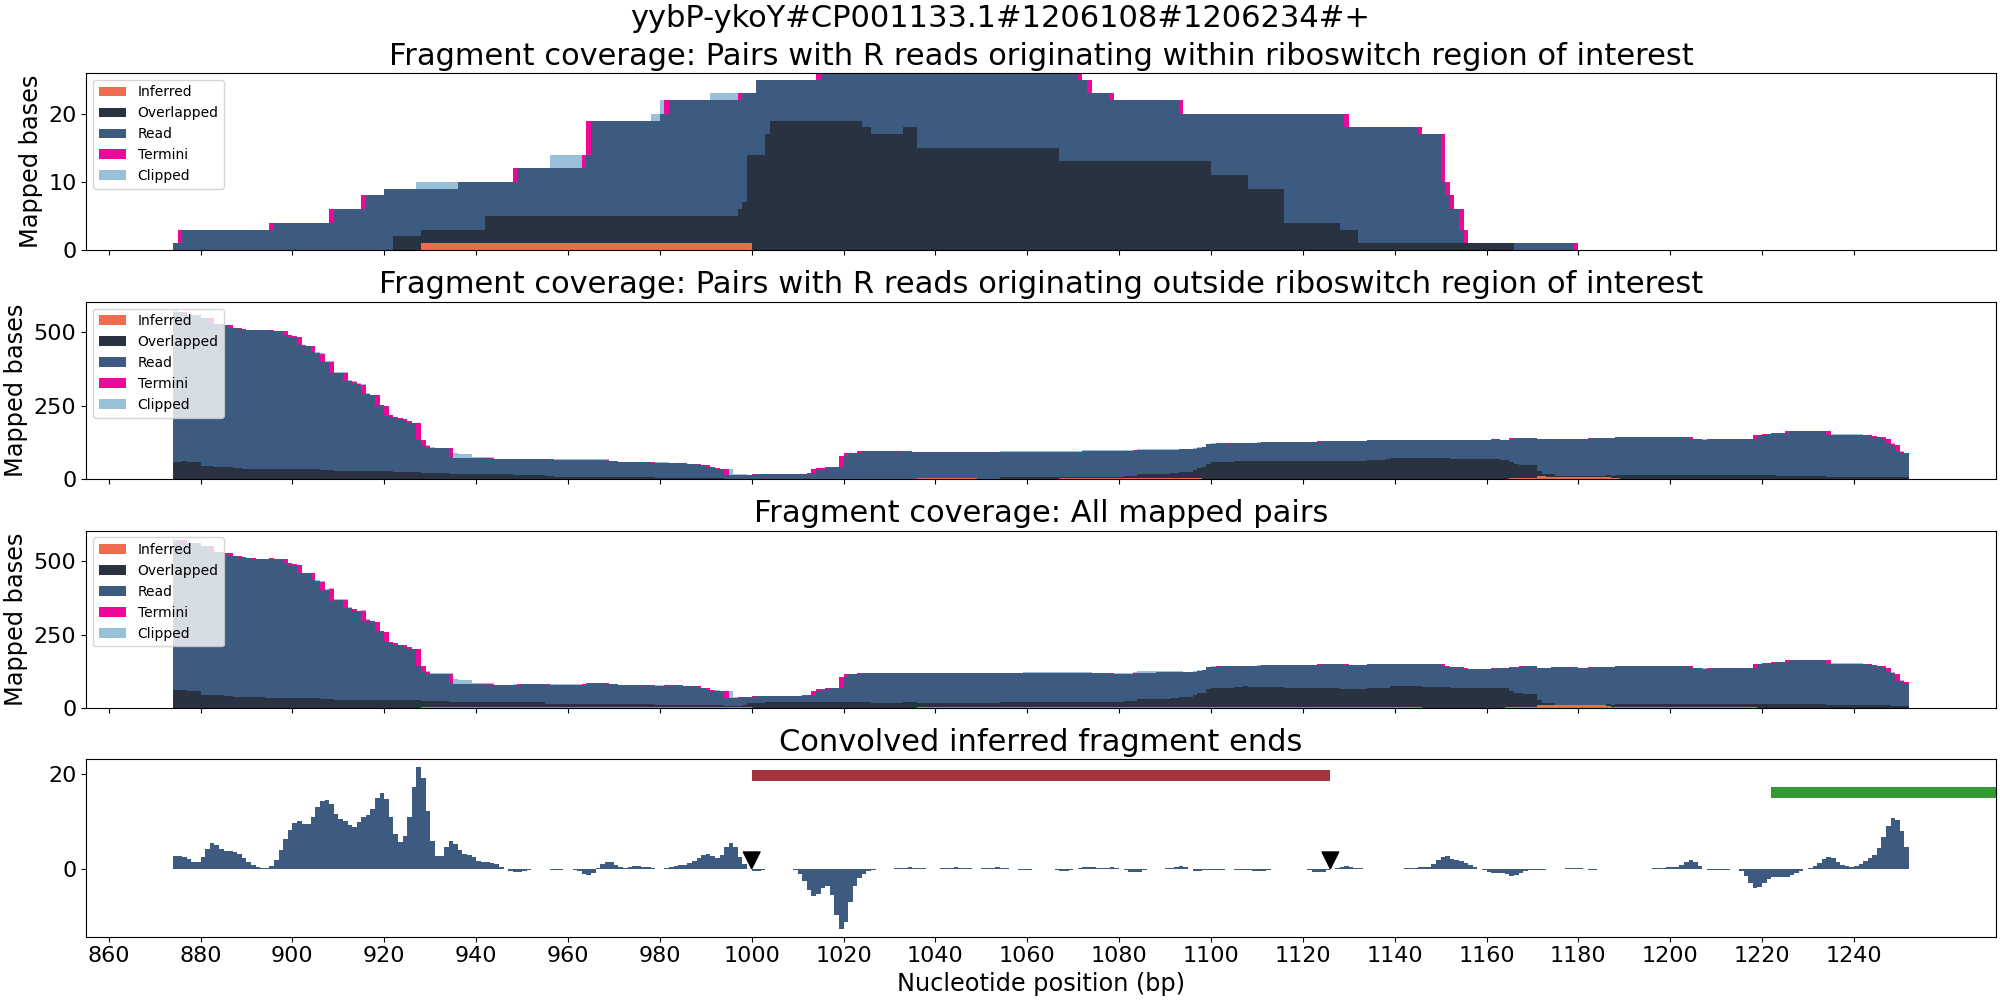 yybP-ykoY#CP001133.1#1206108#1206234#+
Fragment coverage: Pairs with R reads originating within riboswitch region of interest
Mapped bases
20
10
0
Inferred
Overlapped
Read
Termini
Clipped
Fragment coverage: Pairs with R reads originating outside riboswitch region of interest
Mapped bases
500
250
0
Inferred
Overlapped
Read
Termini
Clipped
Fragment coverage: All mapped pairs
Mapped bases
500
250
0
Inferred
Overlapped
Read
Termini
Clipped
Convolved inferred fragment ends
20
0
860 880 900 920 940 960 980 1000 1020 1040 1060 1080 1100 1120 1140 1160 1180 1200 1220 1240
Nucleotide position (bp)